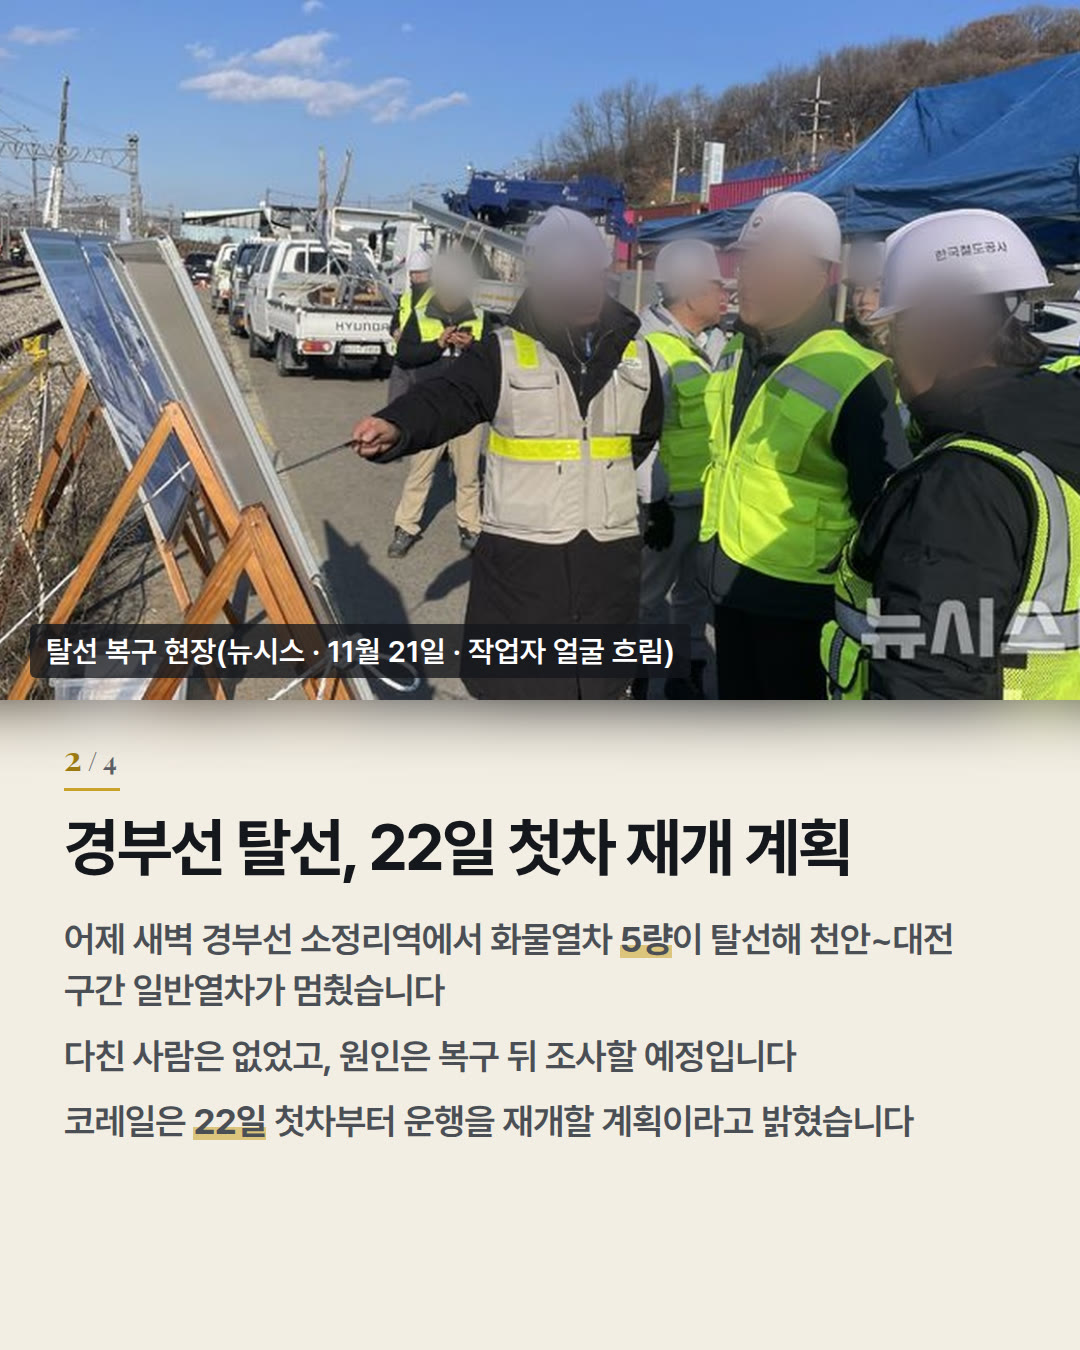 HYUNDAI
한국철도공사
뉴시스
탈선 복구 현장(뉴시스 · 11월 21일 · 작업자 얼굴 흐림)
2 / 4
경부선 탈선, 22일 첫차 재개 계획
어제 새벽 경부선 소정리역에서 화물열차 5량이 탈선해 천안~대전
구간 일반열차가 멈췄습니다
다친 사람은 없었고, 원인은 복구 뒤 조사할 예정입니다
코레일은 22일 첫차부터 운행을 재개할 계획이라고 밝혔습니다